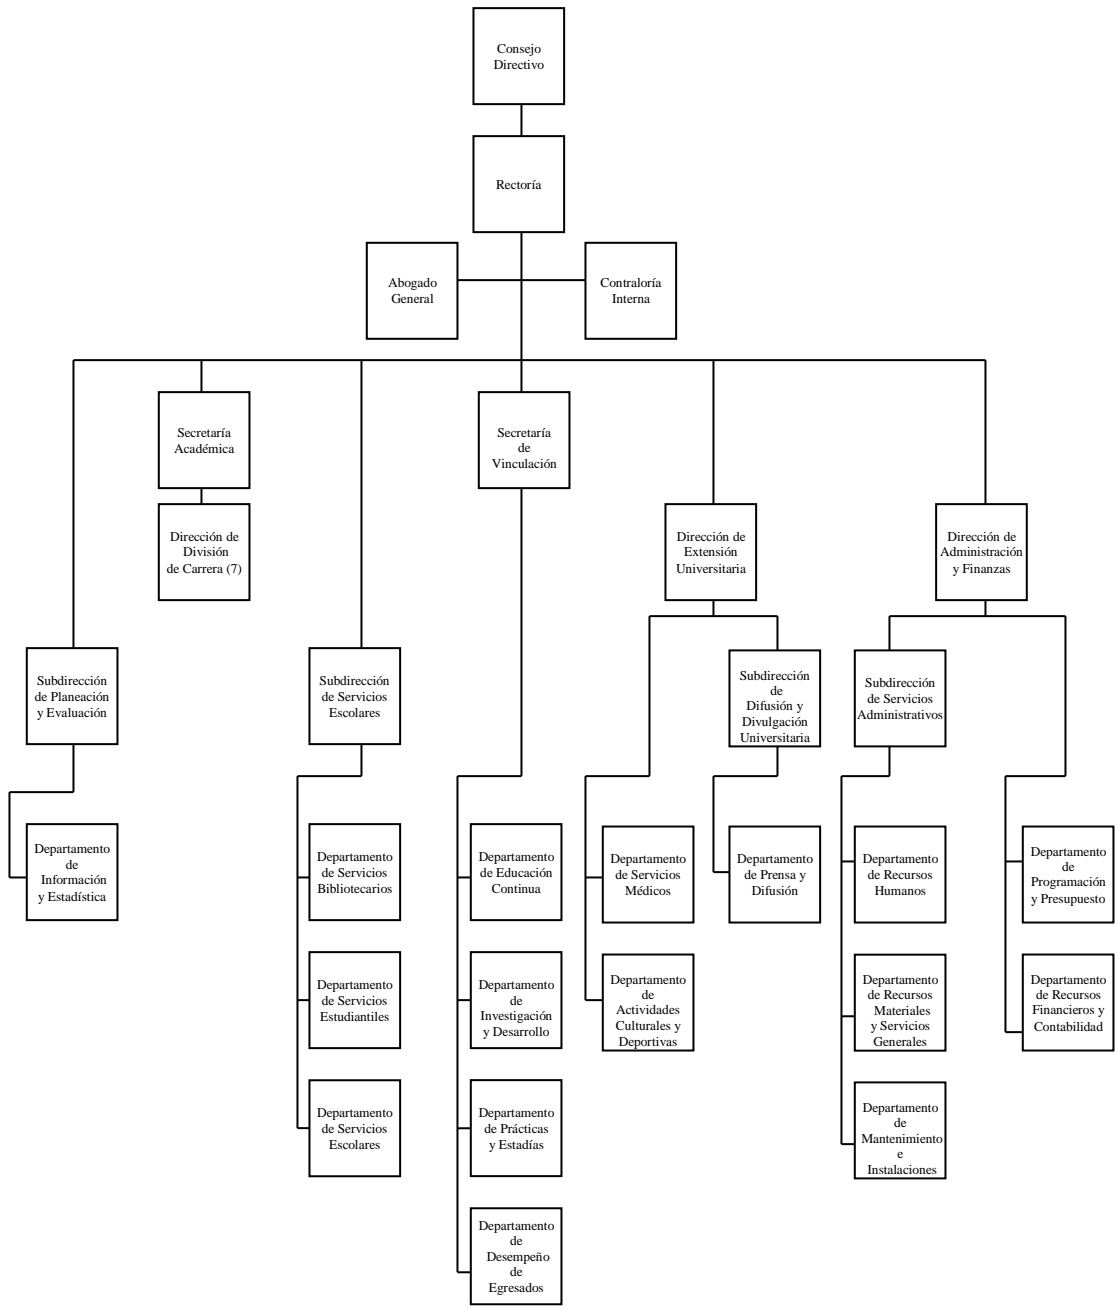 Consejo
Directivo
Rectoría
Abogado
General
Contraloría
Interna
Secretaría
Académica
Secretaría
de
Vinculación
Dirección de
División
de Carrera (7)
Dirección de
Extensión
Universitaria
Dirección de
Administración
y Finanzas
Subdirección
de Planeación
y Evaluación
Subdirección
de Servicios
Escolares
Subdirección
de
Difusión y
Divulgación
Universitaria
Subdirección
de Servicios
Administrativos
Departamento
de
Información
y Estadística
Departamento
de Servicios
Bibliotecarios
Departamento
de Educación
Continua
Departamento
de Servicios
Médicos
Departamento
de Prensa y
Difusión
Departamento
de Recursos
Humanos
Departamento
de
Programación
y Presupuesto
Departamento
de Servicios
Estudiantiles
Departamento
de
Investigación
y Desarrollo
Departamento
de
Actividades
Culturales y
Deportivas
Departamento
de Recursos
Materiales
y Servicios
Generales
Departamento
de Recursos
Financieros y
Contabilidad
Departamento
de Servicios
Escolares
Departamento
de Prácticas
y Estadías
Departamento
de
Mantenimiento
e
Instalaciones
Departamento
de
Desempeño
de
Egresados